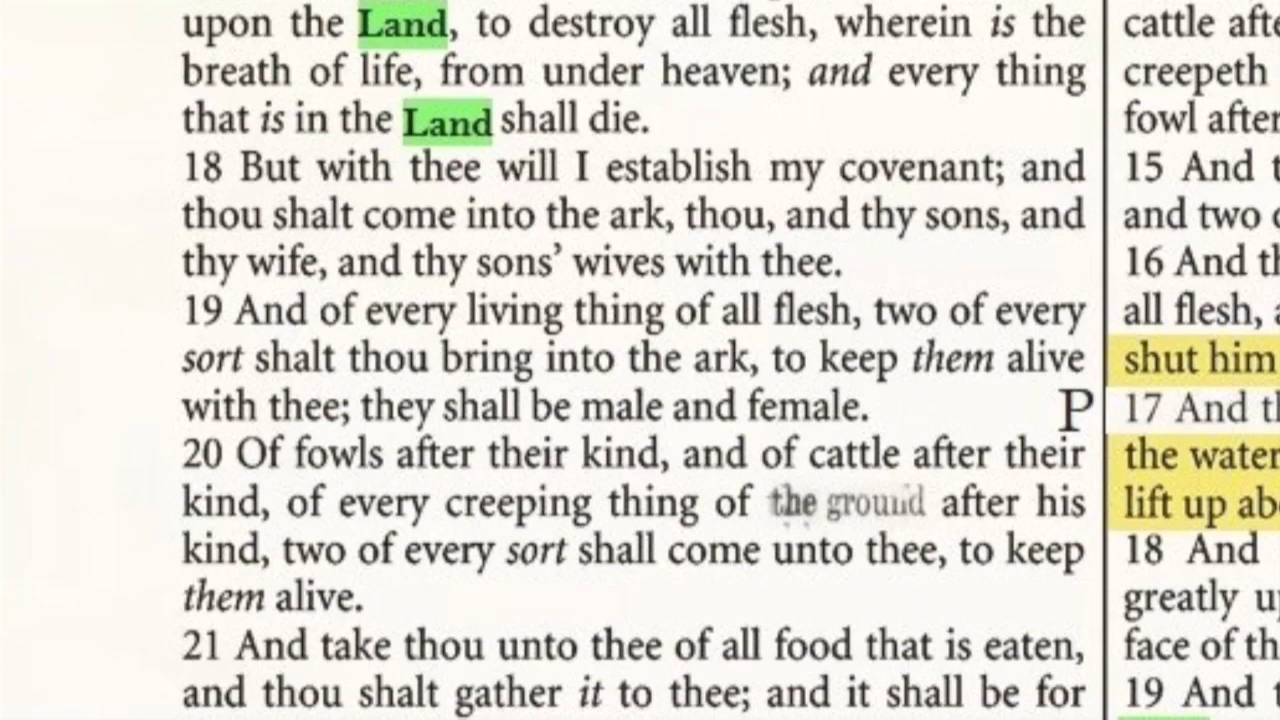 upon the Land, to destroy all flesh, wherein is the
breath of life, from under heaven; and every thing
that is in the Land shall die.
18 But with thee will I establish my covenant; and
thou shalt come into the ark, thou, and thy sons, and
thy wife, and thy sons’ wives with thee.
19 And of every living thing of all flesh, two of every
sort shalt thou bring into the ark, to keep them alive
with thee; they shall be male and female. P
20 Of fowls after their kind, and of cattle after their
kind, of every creeping thing of the ground after his
kind, two of every sort shall come unto thee, to keep
them alive.
21 And take thou unto thee of all food that is eaten,
and thou shalt gather it to thee; and it shall be for
cattle
creepeth
fowl after
15 And
and two
16 And
all flesh,
shut him
17 And
the water
lift up
18 And
greatly
face of
19 And